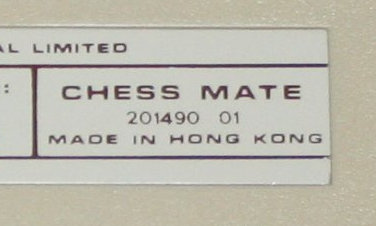 AL LIMITED
:
CHESS MATE
201490 01
MADE IN HONG KONG